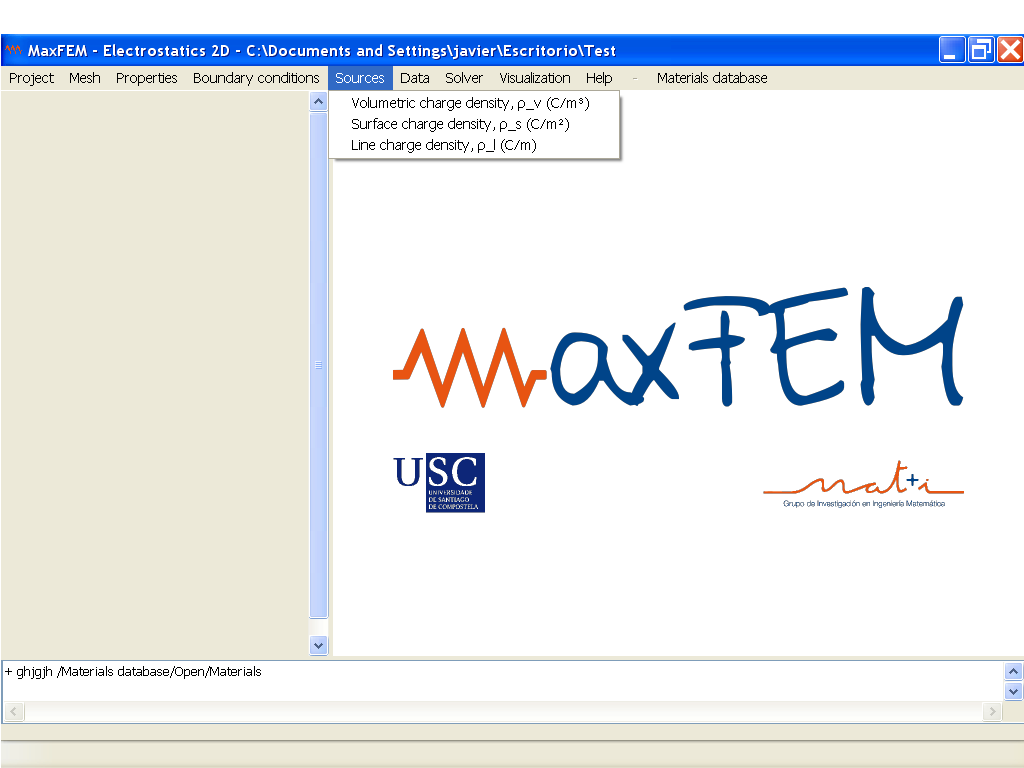 MaxFEM - Electrostatics 2D - C:\Documents and Settings\javier\Escritorio\Test
Project Mesh Properties Boundary conditions Sources Data Solver Visualization Help - Materials database
Volumetric charge density, ρ_v (C/m³)
Surface charge density, ρ_s (C/m²)
Line charge density, ρ_l (C/m)
MaxFEM
USC
UNIVERSIDADE
DE SANTIAGO
DE COMPOSTELA
mat+i
Grupo de Investigación en Ingeniería Matemática
+ ghjgjh /Materials database/Open/Materials